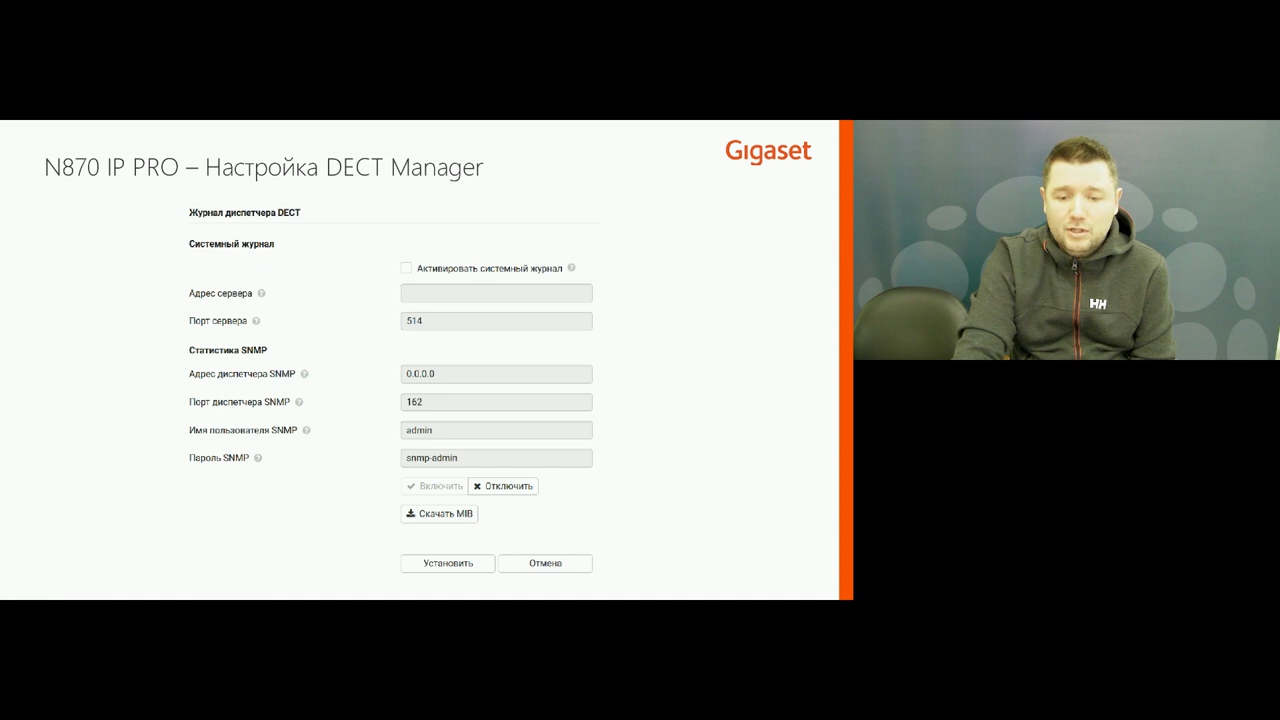 Gigaset
N870 IP PRO – Настройка DECT Manager
Журнал диспетчера DECT
Системный журнал
Активировать системный журнал
Адрес сервера
Порт сервера 514
Статистика SNMP
Адрес диспетчера SNMP 0.0.0.0
Порт диспетчера SNMP 162
Имя пользователя SNMP admin
Пароль SNMP snmp-admin
Включить Отключить
Скачать MIB
Установить Отмена
HH